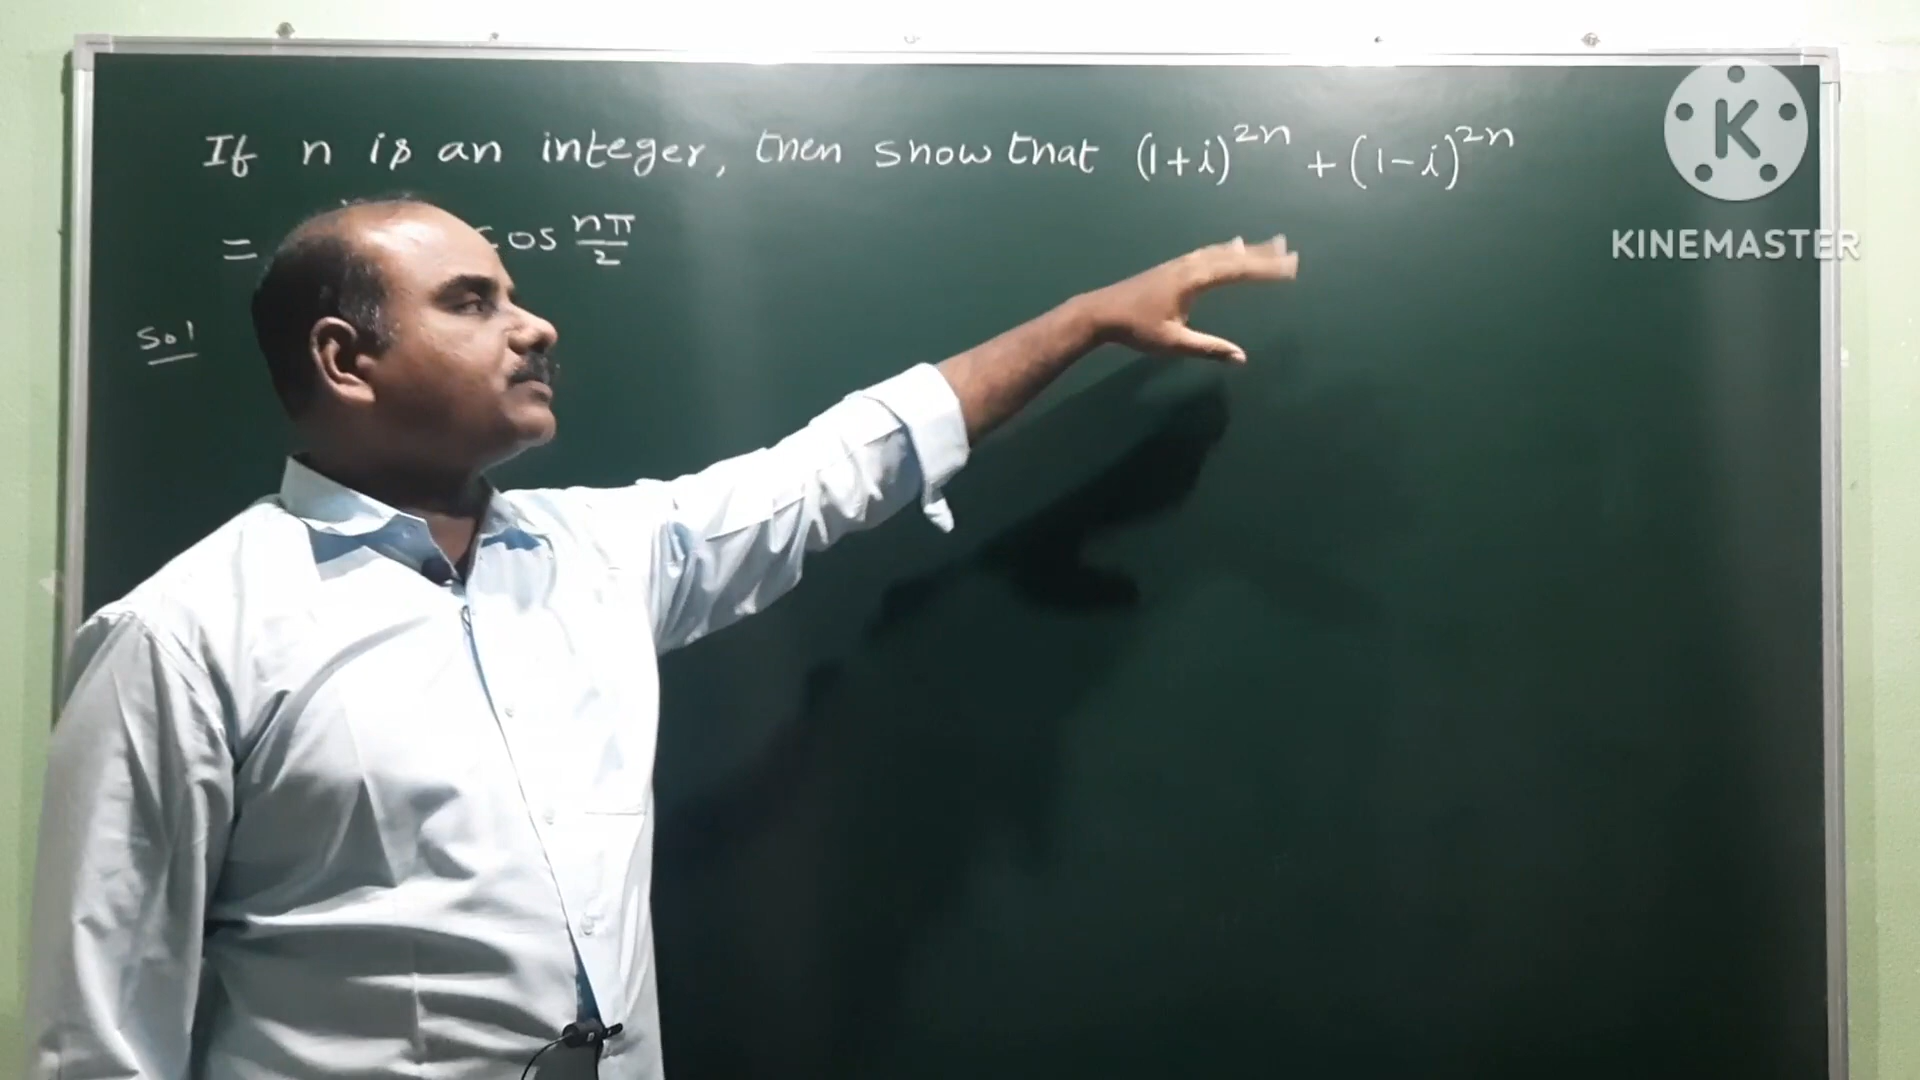 If n is an integer, then show that (1+i)^2n + (1-i)^2n
= cos nπ/2
Sol
K
KINEMASTER